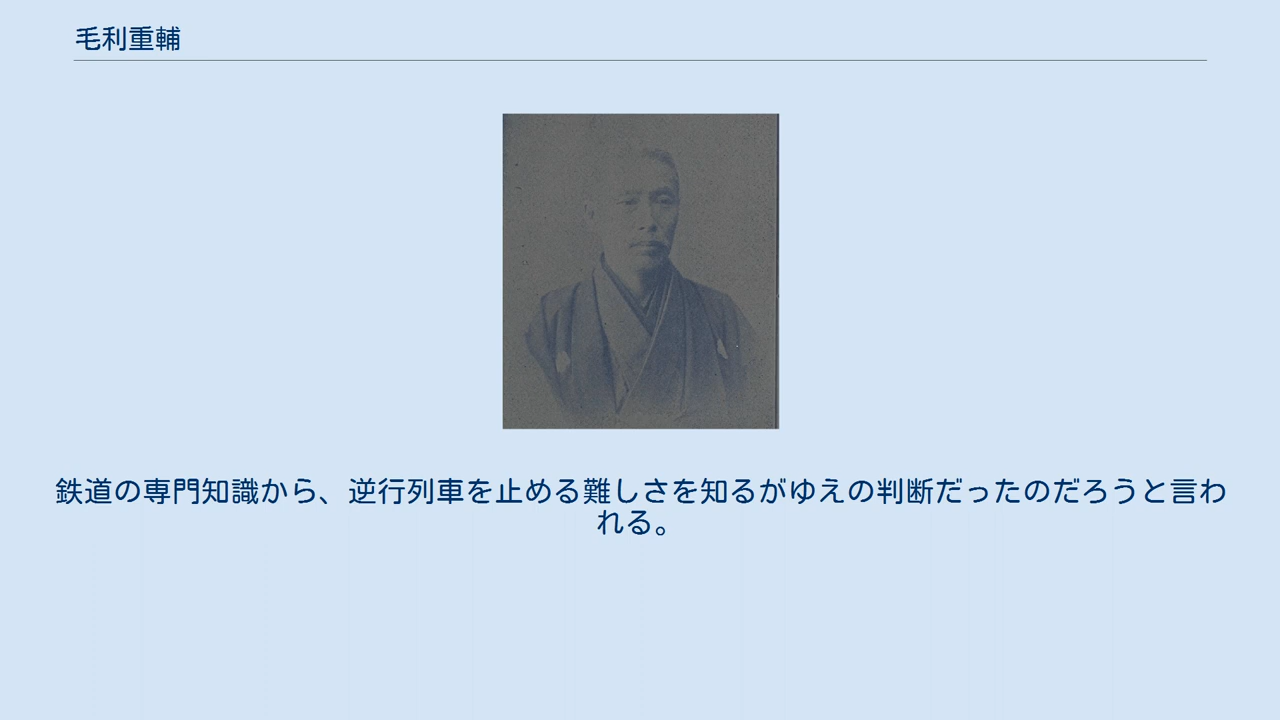 毛利重輔
鉄道の専門知識から、逆行列車を止める難しさを知るがゆえの判断だったのだろうと言わ
れる。